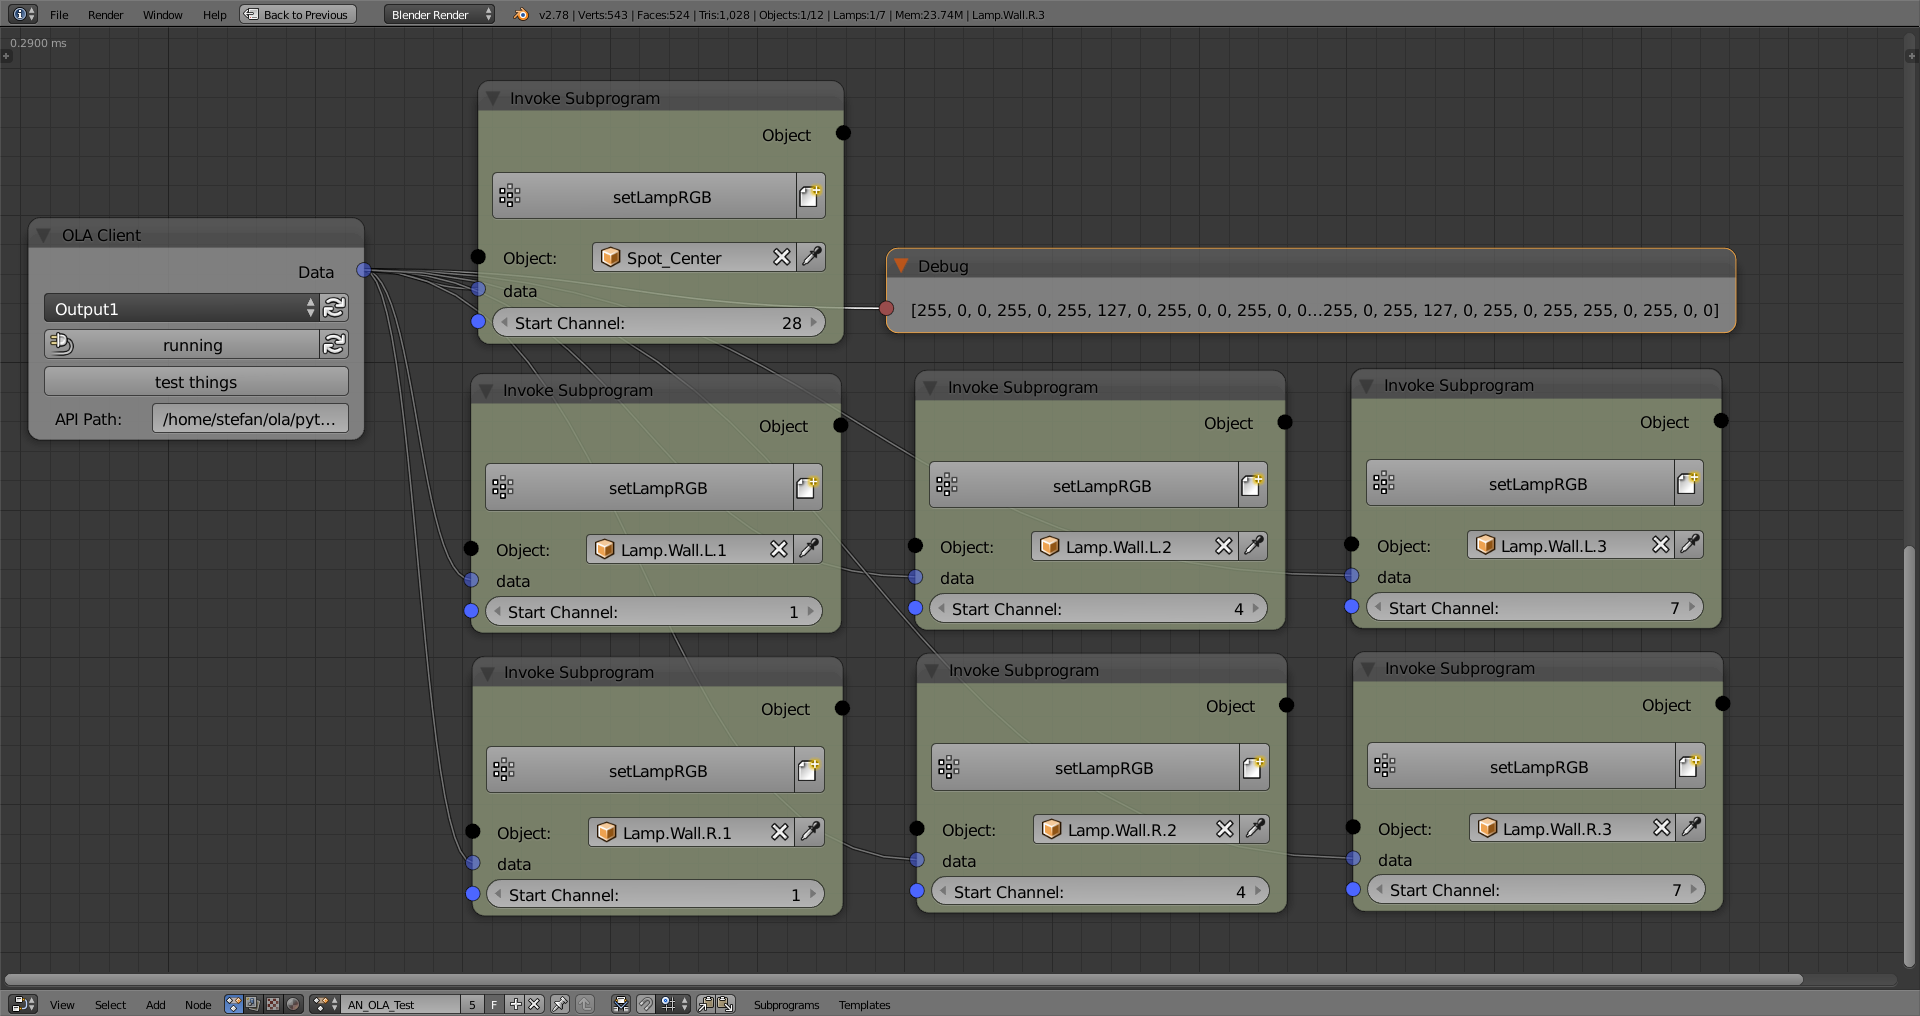 File Render Window Help Back to Previous Blender Render v2.78 | Verts:543 | Faces:524 | Tris:1,028 | Objects:1/12 | Lamps:1/7 | Mem:23.74M | Lamp.Wall.R.3
0.2900 ms
Invoke Subprogram
Object
setLampRGB
Object: Spot_Center
data
Start Channel: 28
OLA Client
Data
Output1
running
test things
API Path: /home/stefan/ola/pyt...
Debug
[255, 0, 0, 255, 0, 255, 127, 0, 255, 0, 0, 255, 0, 0...255, 0, 255, 127, 0, 255, 0, 255, 255, 0, 255, 0, 0]
Invoke Subprogram
Object
setLampRGB
Object: Lamp.Wall.L.1
data
Start Channel: 1
Invoke Subprogram
Object
setLampRGB
Object: Lamp.Wall.L.2
data
Start Channel: 4
Invoke Subprogram
Object
setLampRGB
Object: Lamp.Wall.L.3
data
Start Channel: 7
Invoke Subprogram
Object
setLampRGB
Object: Lamp.Wall.R.1
data
Start Channel: 1
Invoke Subprogram
Object
setLampRGB
Object: Lamp.Wall.R.2
data
Start Channel: 4
Invoke Subprogram
Object
setLampRGB
Object: Lamp.Wall.R.3
data
Start Channel: 7
View Select Add Node AN_OLA_Test 5 F Subprograms Templates